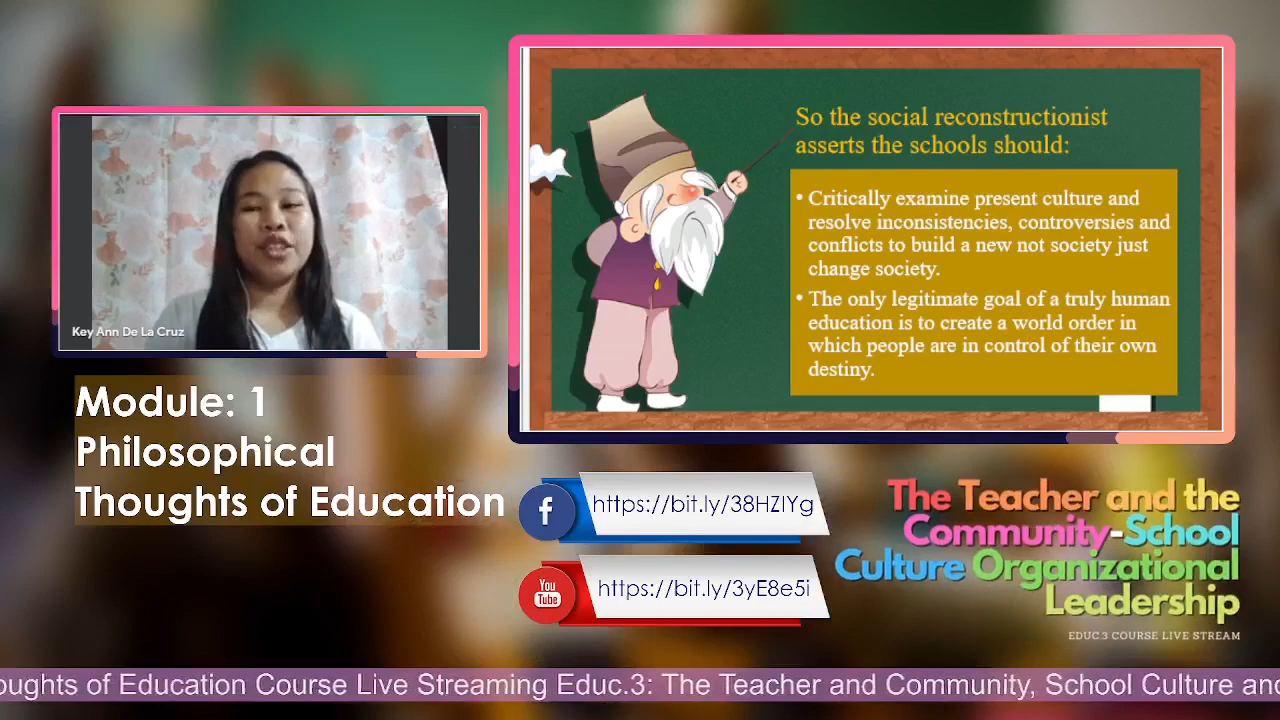 So the social reconstructionist
asserts the schools should:
• Critically examine present culture and
resolve inconsistencies, controversies and
conflicts to build a new not society just
change society.
• The only legitimate goal of a truly human
education is to create a world order in
which people are in control of their own
destiny.
Key Ann De La Cruz
Module: 1
Philosophical
Thoughts of Education
f
https://bit.ly/38HZIYg
You
Tube
https://bit.ly/3yE8e5i
The Teacher and the
Community-School
Culture Organizational
Leadership
EDUC.3 COURSE LIVE STREAM
oughts of Education Course Live Streaming Educ.3: The Teacher and Community, School Culture and